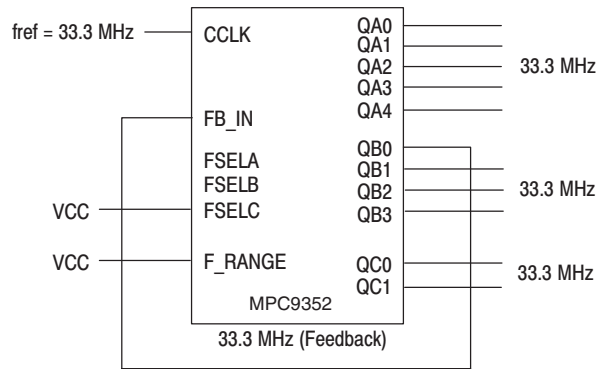 fref = 33.3 MHz
CCLK
FB_IN
FSELA
FSELB
VCC
FSELC
VCC
F_RANGE
MPC9352
QA0
QA1
QA2
QA3
QA4
33.3 MHz
QB0
QB1
QB2
QB3
33.3 MHz
QC0
QC1
33.3 MHz
33.3 MHz (Feedback)